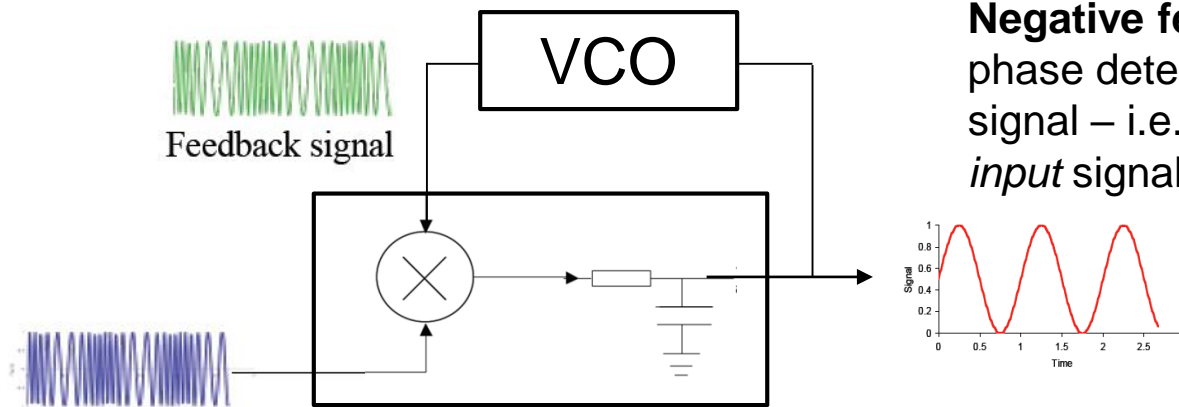 VCO
Negative fe
phase dete
signal – i.e.
input signal
Feedback signal
1
0.8
0.6
0.4
0.2
0
Signal
0 0.5 1 1.5 2 2.5
Time